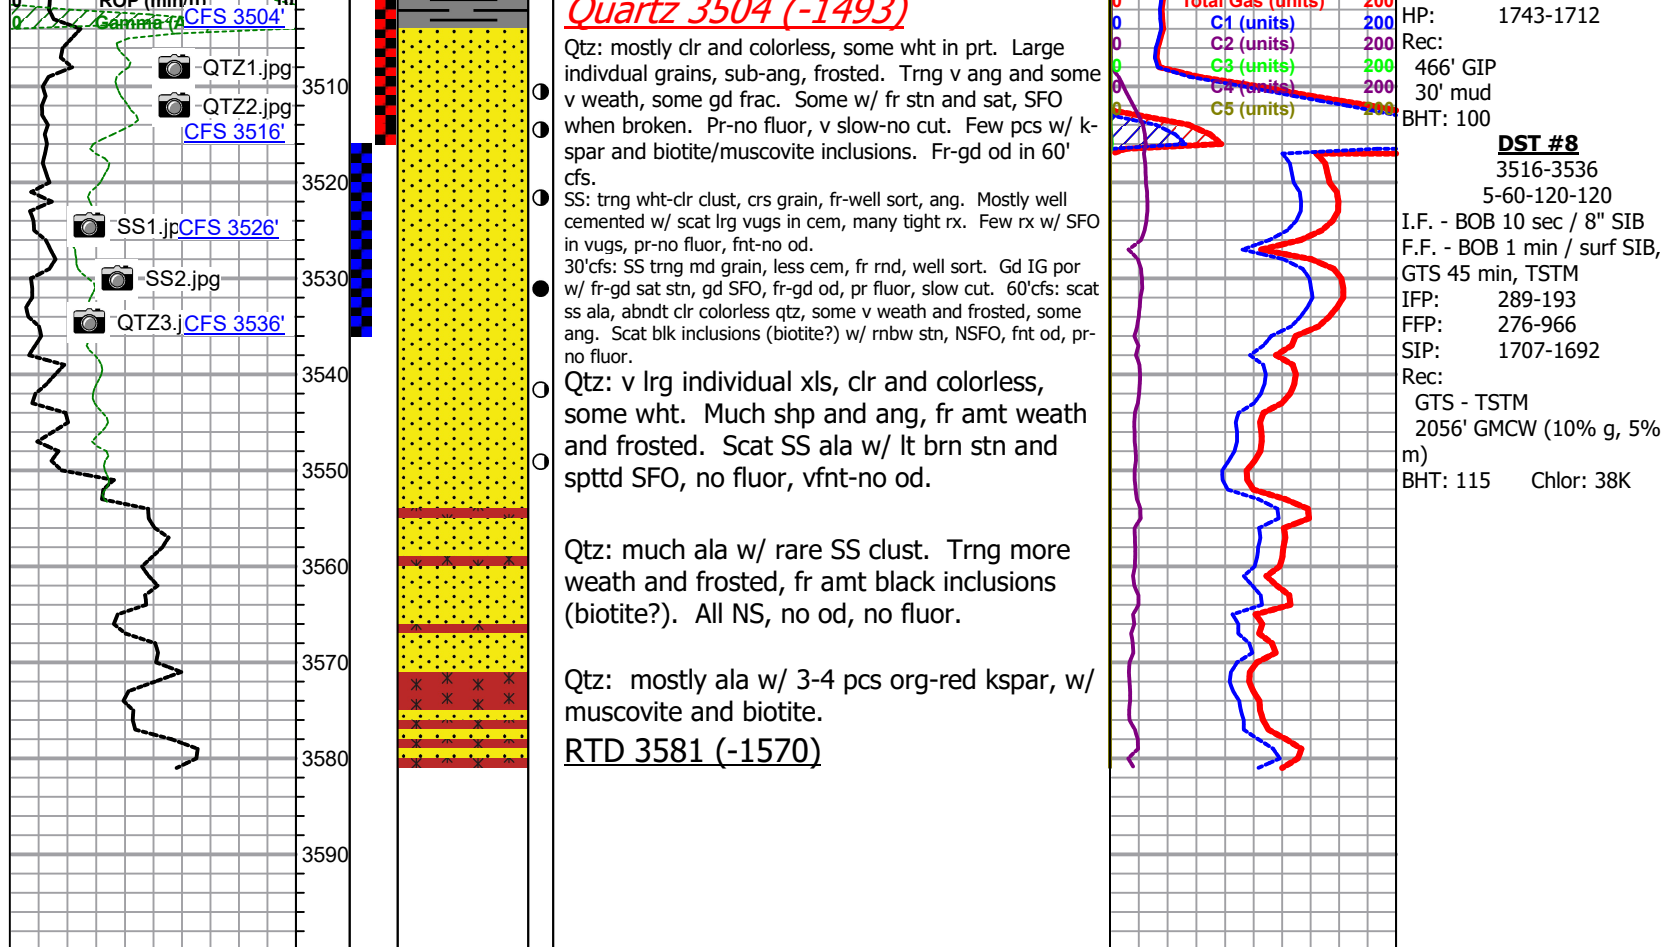 0 ROP (min/ft)
0 Gamma (A
CFS 3504'
QTZ1.jpg
QTZ2.jpg
CFS 3516'
SS1.jp CFS 3526'
SS2.jpg
QTZ3.j CFS 3536'
3510
3520
3530
3540
3550
3560
3570
3580
3590
Quartz 3504 (-1493)
Qtz: mostly clr and colorless, some wht in prt. Large
indivdual grains, sub-ang, frosted. Trng v ang and some
v weath, some gd frac. Some w/ fr stn and sat, SFO
when broken. Pr-no fluor, v slow-no cut. Few pcs w/ k-
spar and biotite/muscovite inclusions. Fr-gd od in 60'
cfs.
SS: trng wht-clr clust, crs grain, fr-well sort, ang. Mostly well
cemented w/ scat lrg vugs in cem, many tight rx. Few rx w/ SFO
in vugs, pr-no fluor, fnt-no od.
30'cfs: SS trng md grain, less cem, fr rnd, well sort. Gd IG por
w/ fr-gd sat stn, gd SFO, fr-gd od, pr fluor, slow cut. 60'cfs: scat
ss ala, abndt clr colorless qtz, some v weath and frosted, some
ang. Scat blk inclusions (biotite?) w/ rnbw stn, NSFO, fnt od, pr-
no fluor.
Qtz: v lrg individual xls, clr and colorless,
some wht. Much shp and ang, fr amt weath
and frosted. Scat SS ala w/ lt brn stn and
spttd SFO, no fluor, vfnt-no od.
Qtz: much ala w/ rare SS clust. Trng more
weath and frosted, fr amt black inclusions
(biotite?). All NS, no od, no fluor.
Qtz: mostly ala w/ 3-4 pcs org-red kspar, w/
muscovite and biotite.
RTD 3581 (-1570)
0 Total Gas (units) 200
0 C1 (units) 200
0 C2 (units) 200
0 C3 (units) 200
0 C4 (units) 200
0 C5 (units) 200
HP: 1743-1712
Rec:
466' GIP
30' mud
BHT: 100
DST #8
3516-3536
5-60-120-120
I.F. - BOB 10 sec / 8" SIB
F.F. - BOB 1 min / surf SIB,
GTS 45 min, TSTM
IFP: 289-193
FFP: 276-966
SIP: 1707-1692
Rec:
GTS - TSTM
2056' GMCW (10% g, 5%
m)
BHT: 115 Chlor: 38K